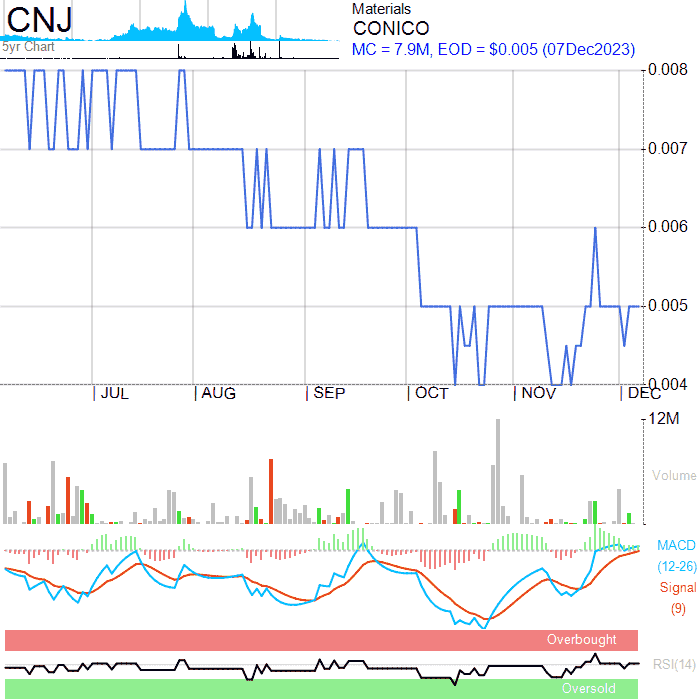 CNJ
5yr Chart
Materials
CONICO
MC = 7.9M, EOD = $0.005 (07Dec2023)
0.008
0.007
0.006
0.005
0.004
JUL AUG SEP OCT NOV DEC
12M
Volume
MACD
(12-26)
Signal
(9)
Overbought
RSI(14)
Oversold